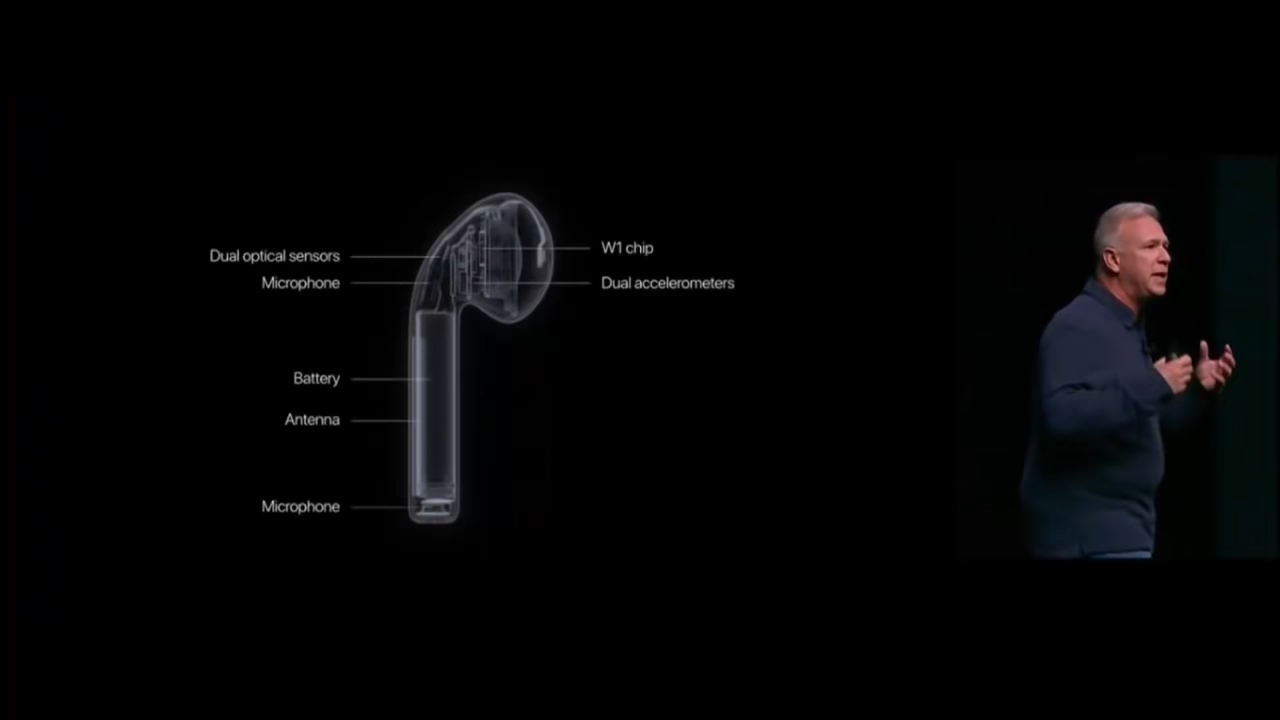 Dual optical sensors
Microphone
Battery
Antenna
Microphone
W1 chip
Dual accelerometers